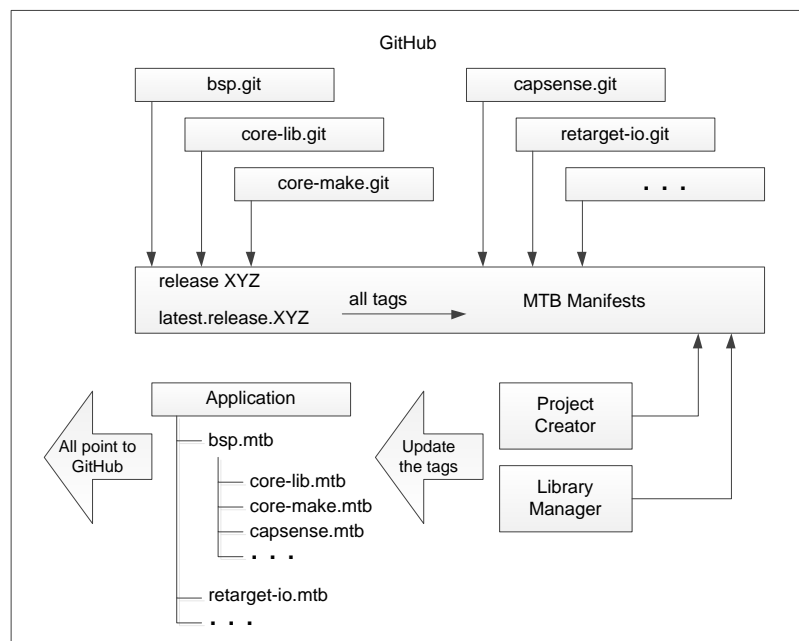 GitHub
bsp.git
capsense.git
core-lib.git
retarget-io.git
core-make.git
. . .
release XYZ
latest.release.XYZ
all tags
MTB Manifests
Application
Project
Creator
All point to
GitHub
bsp.mtb
Update
the tags
core-lib.mtb
core-make.mtb
capsense.mtb
. . .
Library
Manager
retarget-io.mtb
. . .